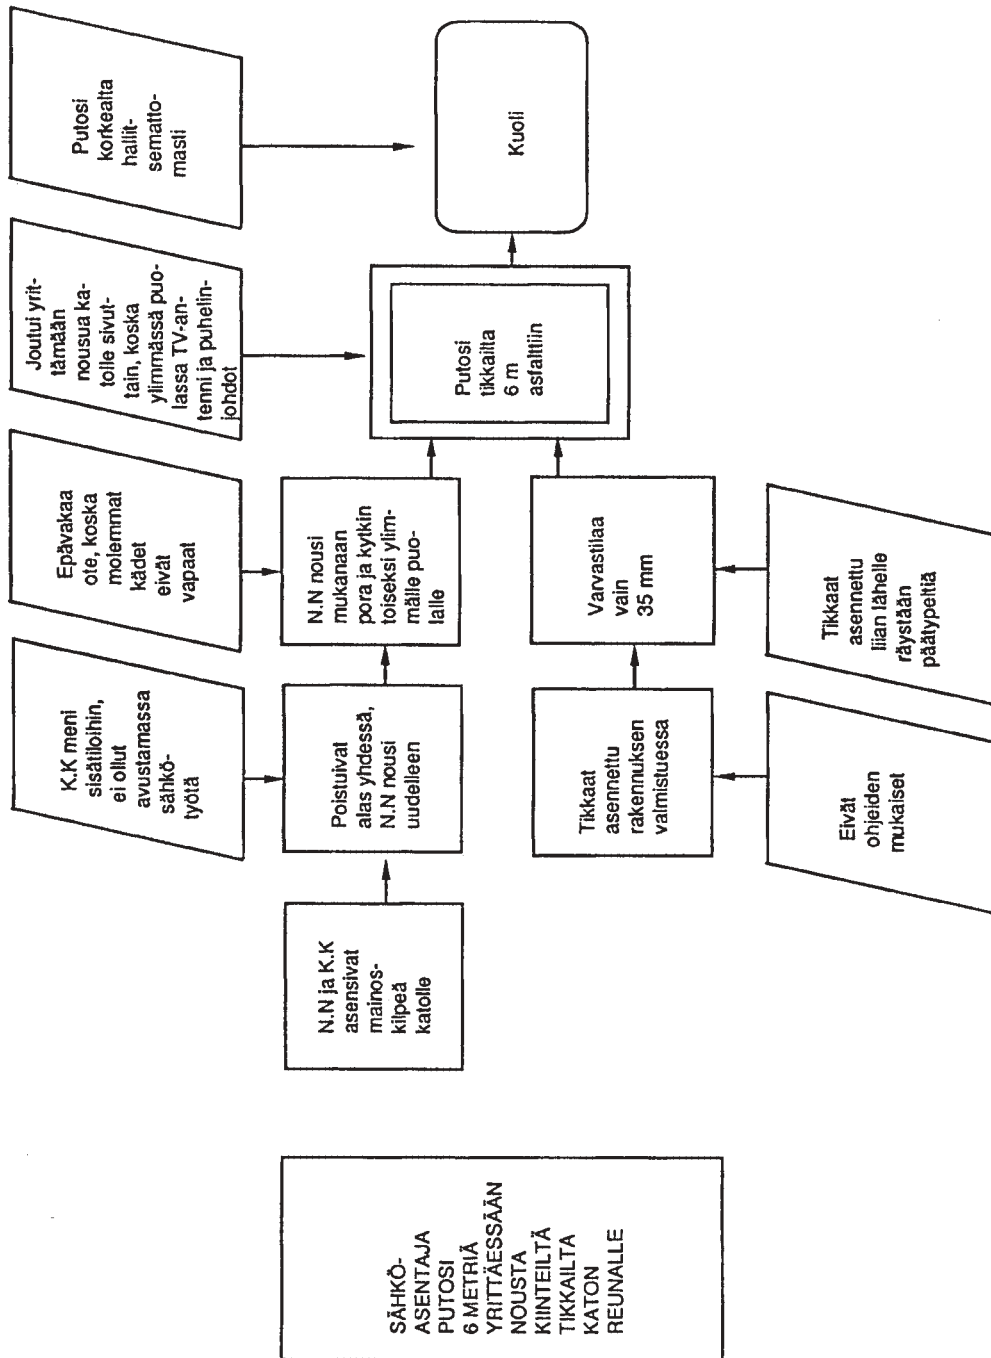 SÄHKÖ-
ASENTAJA
PUTOSI
6 METRIÄ
YRITTÄESSÄÄN
NOUSTA
KIINTEILTÄ
TIKKAILTA
KATON
REUNALLE
N.N ja K.K
asensivat
mainos-
kilpeä
katolle
K.K meni
sisätiloihin,
ei ollut
avustamassa
sähkö-
työtä
Poistuivat
alas yhdessä,
N.N nousi
uudelleen
Epävakaa
ote, koska
molemmat
kädet
eivät
vapaat
N.N nousi
mukanaan
pora ja kytkin
toiseksi ylim-
mälle puo-
lalle
Tikkaat
asennettu
rakennuksen
valmistuessa
Eivät
ohjeiden
mukaiset
Varvastilaa
vain
35 mm
Tikkaat
asennettu
liian lähelle
räystään
päätypeltiä
Joutui yrit-
tämään
nousua ka-
tolle sivut-
tain, koska
ylimmässä puo-
lassa TV-an-
tenni ja puhelin-
johdot
Putosi
tikkailta
6 m
asfalttiin
Putosi
korkealta
hallit-
sematto-
masti
Kuoli